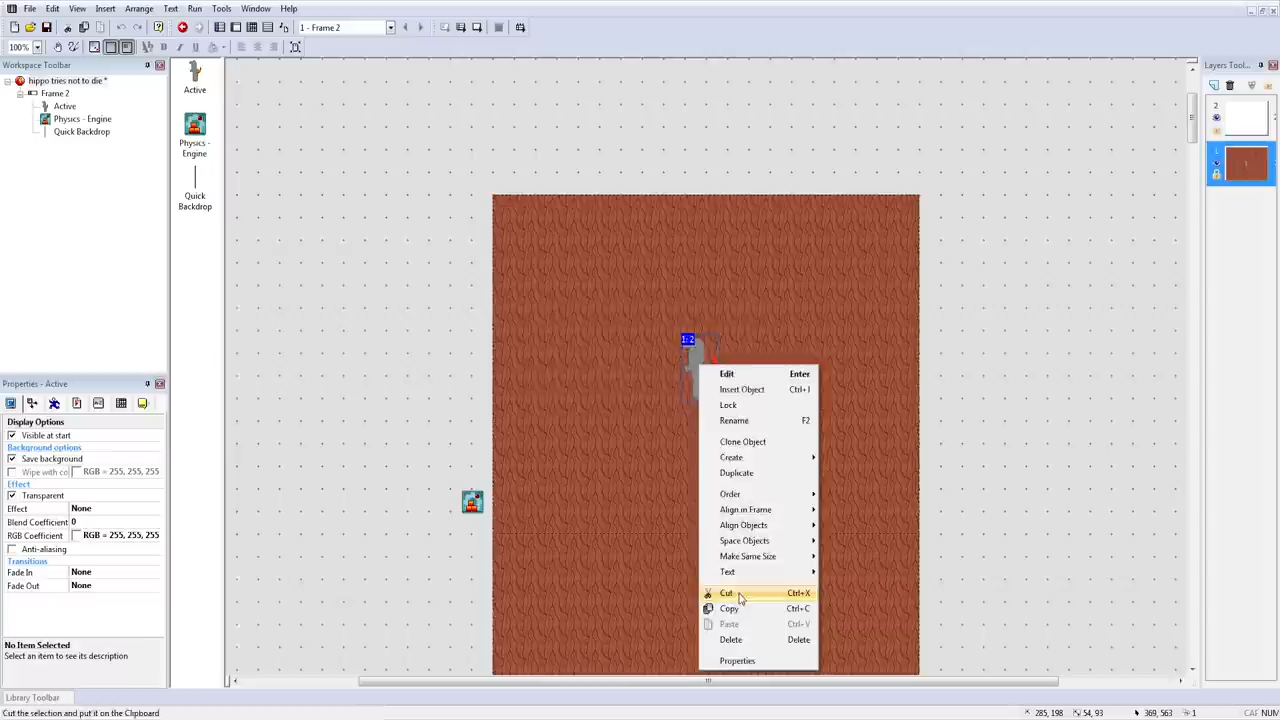 File Edit View Insert Arrange Text Run Tools Window Help
1 - Frame 2
100%
Workspace Toolbar
hippo tries not to die *
Frame 2
Active
Physics - Engine
Quick Backdrop
Active
Physics - Engine
Quick Backdrop
Layers Tool...
2
1
1:2
Edit Enter
Insert Object Ctrl+I
Lock
Rename F2
Clone Object
Create
Duplicate
Order
Align in Frame
Align Objects
Space Objects
Make Same Size
Text
Cut Ctrl+X
Copy Ctrl+C
Paste Ctrl+V
Delete Delete
Properties
Properties - Active
Display Options
Visible at start
Background options
Save background
Wipe with co RGB = 255, 255, 255
Effect
Transparent
Effect None
Blend Coefficient 0
RGB Coefficient RGB = 255, 255, 255
Anti-aliasing
Transitions
Fade In None
Fade Out None
No Item Selected
Select an item to see its description
Library Toolbar
Cut the selection and put it on the Clipboard
285, 198 54, 93 369, 563 1 CAF NUM